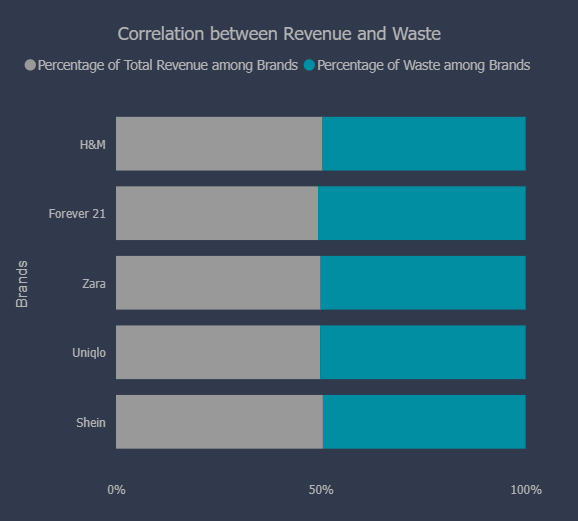 Correlation between Revenue and Waste
Percentage of Total Revenue among Brands Percentage of Waste among Brands
H&M
Forever 21
Zara
Uniqlo
Shein
Brands
0% 50% 100%